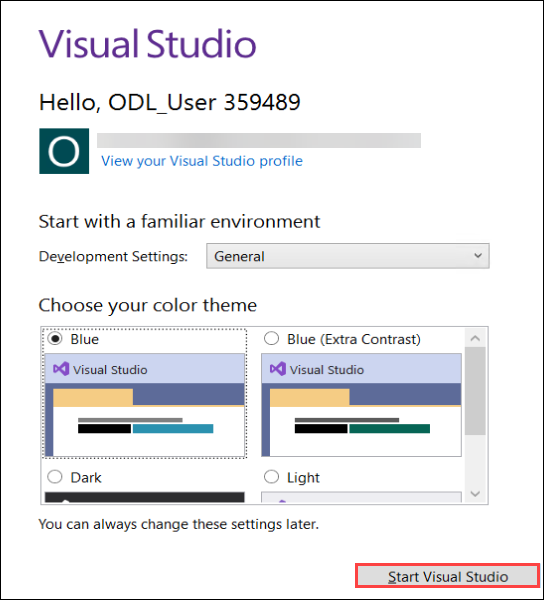 Visual Studio
Hello, ODL_User 359489
O
View your Visual Studio profile
Start with a familiar environment
Development Settings: General
Choose your color theme
Blue Blue (Extra Contrast)
Visual Studio Visual Studio
Dark Light
You can always change these settings later.
Start Visual Studio